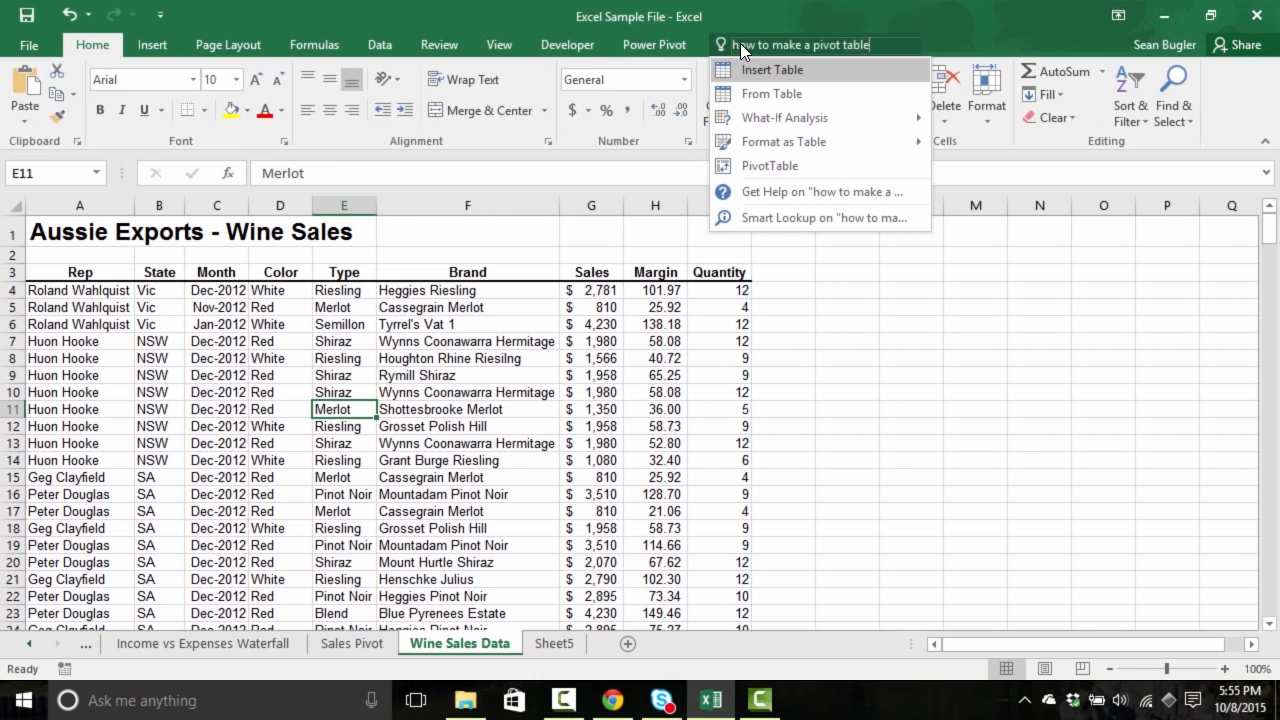 Excel Sample File - Excel
File Home Insert Page Layout Formulas Data Review View Developer Power Pivot how to make a pivot table Sean Bugler Share
Paste
Arial 10
B I U A
Wrap Text
Merge & Center
General
$ % ,
Delete Format
AutoSum
Fill
Clear
Sort & Filter
Find & Select
Clipboard Font Alignment Number Cells Editing
Insert Table
From Table
What-If Analysis
Format as Table
PivotTable
Get Help on "how to make a ...
Smart Lookup on "how to ma...
E11 fx Merlot
A B C D E F G H M N O P Q
1 Aussie Exports - Wine Sales
2
3 Rep State Month Color Type Brand Sales Margin Quantity
4 Roland Wahlquist Vic Dec-2012 White Riesling Heggies Riesling $ 2,781 101.97 12
5 Roland Wahlquist Vic Nov-2012 Red Merlot Cassegrain Merlot $ 810 25.92 4
6 Roland Wahlquist Vic Jan-2012 White Semillon Tyrrel's Vat 1 $ 4,230 138.18 12
7 Huon Hooke NSW Dec-2012 Red Shiraz Wynns Coonawarra Hermitage $ 1,980 58.08 12
8 Huon Hooke NSW Dec-2012 White Riesling Houghton Rhine Riesilng $ 1,566 40.72 9
9 Huon Hooke NSW Dec-2012 Red Shiraz Rymill Shiraz $ 1,958 65.25 9
10 Huon Hooke NSW Dec-2012 Red Shiraz Wynns Coonawarra Hermitage $ 1,980 58.08 12
11 Huon Hooke NSW Dec-2012 Red Merlot Shottesbrooke Merlot $ 1,350 36.00 5
12 Huon Hooke NSW Dec-2012 White Riesling Grosset Polish Hill $ 1,958 58.73 9
13 Huon Hooke NSW Dec-2012 Red Shiraz Wynns Coonawarra Hermitage $ 1,980 52.80 12
14 Huon Hooke NSW Dec-2012 White Riesling Grant Burge Riesling $ 1,080 32.40 6
15 Geg Clayfield SA Dec-2012 Red Merlot Cassegrain Merlot $ 810 25.92 4
16 Peter Douglas SA Dec-2012 Red Pinot Noir Mountadam Pinot Noir $ 3,510 128.70 9
17 Peter Douglas SA Dec-2012 Red Merlot Cassegrain Merlot $ 810 21.06 4
18 Geg Clayfield SA Dec-2012 White Riesling Grosset Polish Hill $ 1,958 58.73 9
19 Peter Douglas SA Dec-2012 Red Pinot Noir Mountadam Pinot Noir $ 3,510 114.66 9
20 Peter Douglas SA Dec-2012 Red Shiraz Mount Hurtle Shiraz $ 2,070 67.62 12
21 Geg Clayfield SA Dec-2012 White Riesling Henschke Julius $ 2,790 102.30 12
22 Peter Douglas SA Dec-2012 Red Pinot Noir Heggies Pinot Noir $ 2,895 73.34 10
23 Peter Douglas SA Dec-2012 Red Blend Blue Pyrenees Estate $ 4,230 149.46 12
... Income vs Expenses Waterfall Sales Pivot Wine Sales Data Sheet5
Ready 100%
Ask me anything 5:55 PM
10/8/2015